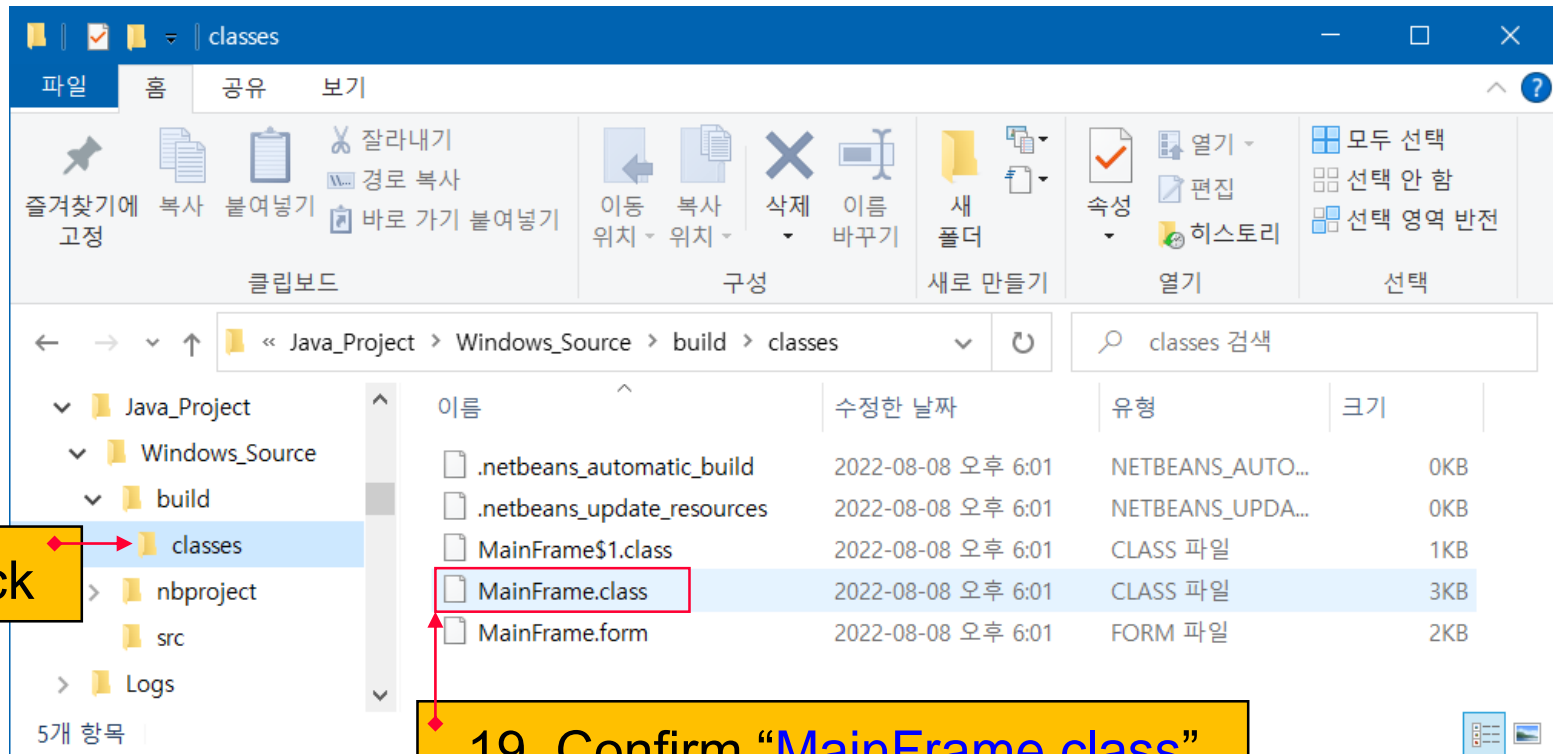 classes
파일 홈 공유 보기
즐겨찾기에 고정
복사
붙여넣기
잘라내기
경로 복사
바로 가기 붙여넣기
이동 위치
복사 위치
삭제
이름 바꾸기
새 폴더
속성
열기
편집
히스토리
모두 선택
선택 안 함
선택 영역 반전
클립보드 구성 새로 만들기 열기 선택
« Java_Project > Windows_Source > build > classes
classes 검색
Java_Project
Windows_Source
build
classes
nbproject
src
Logs
이름 수정한 날짜 유형 크기
.netbeans_automatic_build 2022-08-08 오후 6:01 NETBEANS_AUTO... 0KB
.netbeans_update_resources 2022-08-08 오후 6:01 NETBEANS_UPDA... 0KB
MainFrame$1.class 2022-08-08 오후 6:01 CLASS 파일 1KB
MainFrame.class 2022-08-08 오후 6:01 CLASS 파일 3KB
MainFrame.form 2022-08-08 오후 6:01 FORM 파일 2KB
ck
5개 항목
19. Confirm “MainFrame.class”